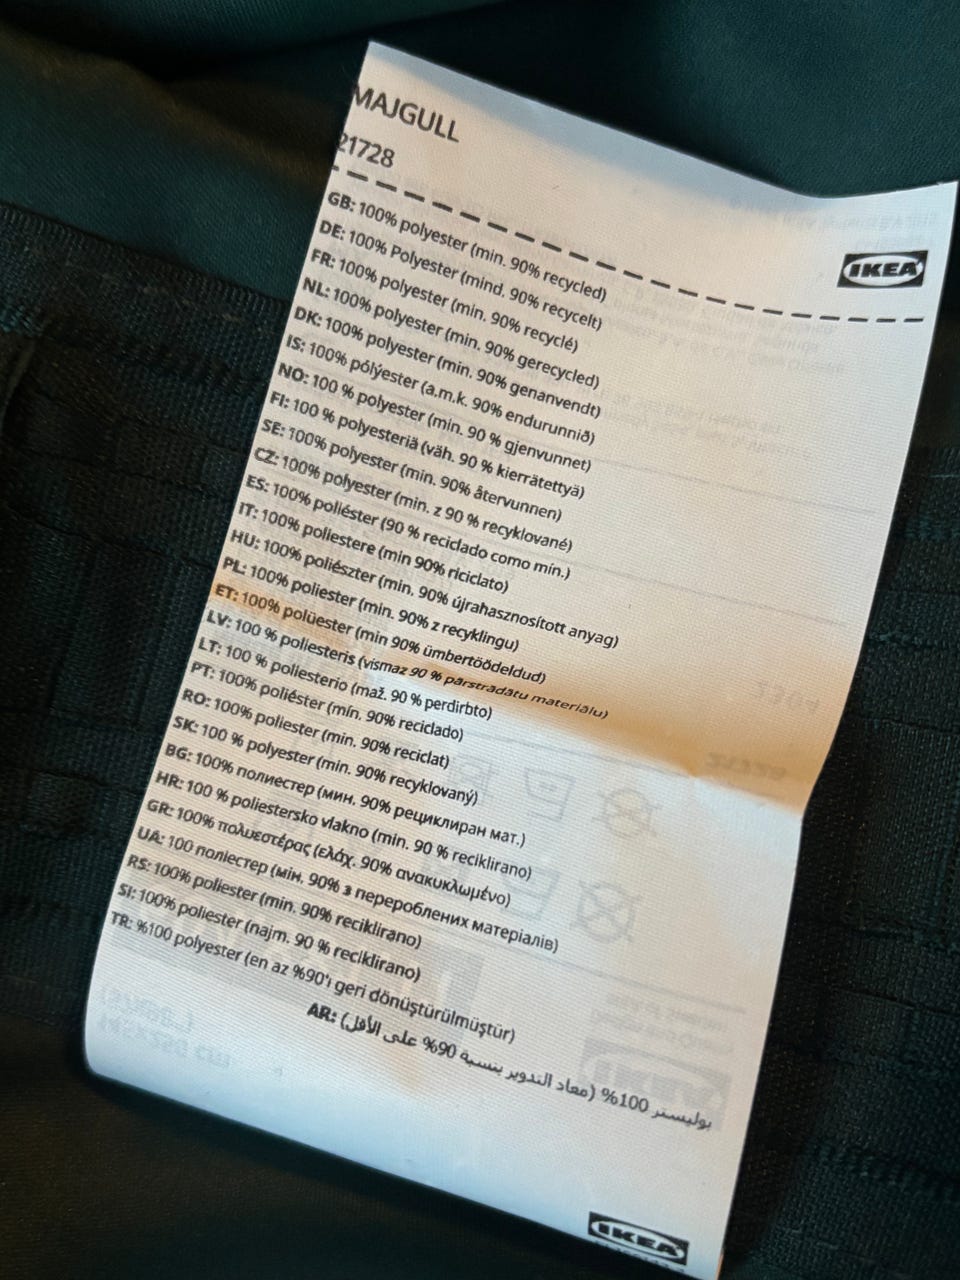 MAJGULL
21728
IKEA
GB: 100% polyester (min. 90% recycled)
DE: 100% Polyester (mind. 90% recycelt)
FR: 100% polyester (min. 90% recyclé)
NL: 100% polyester (min. 90% gerecycled)
DK: 100% polyester (min. 90% genanvendt)
IS: 100% pólýester (a.m.k. 90% endurunnið)
NO: 100 % polyester (min. 90 % gjenvunnet)
FI: 100 % polyesteriä (väh. 90 % kierrätettyä)
SE: 100% polyester (min. 90% återvunnen)
CZ: 100% polyester (min. z 90 % recyklované)
ES: 100% poliéster (90 % reciclado como mín.)
IT: 100% poliestere (min 90% riciclato)
HU: 100% poliészter (min. 90% újrahasznosított anyag)
PL: 100% poliester (min. 90% z recyklingu)
ET: 100% polüester (min 90% ümbertöödeldud)
LV: 100 % poliesteris (vismaz 90 % pārstrādātu materiālu)
LT: 100 % poliesterio (maž. 90 % perdirbto)
PT: 100% poliéster (mín. 90% reciclado)
RO: 100% poliester (min. 90% reciclat)
SK: 100 % polyester (min. 90% recyklovaný)
BG: 100% полиестер (мин. 90% рециклиран мат.)
HR: 100 % poliestersko vlakno (min. 90 % reciklirano)
GR: 100% πολυεστέρας (ελάχ. 90% ανακυκλωμένο)
UA: 100 поліестер (мін. 90% з перероблених матеріалів)
RS: 100% poliester (min. 90% reciklirano)
SI: 100% poliester (najm. 90 % reciklirano)
TR: %100 polyester (en az %90'ı geri dönüştürülmüştür)
AR: بوليستر 100% (معاد التدوير بنسبة 90% على الأقل)
IKEA